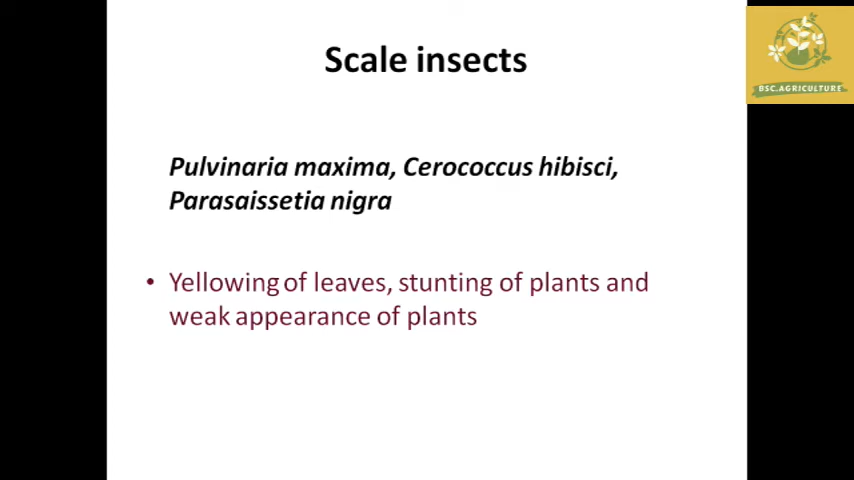 Scale insects
BSC.AGRICULTURE
Pulvinaria maxima, Cerococcus hibisci,
Parasaissetia nigra
• Yellowing of leaves, stunting of plants and
weak appearance of plants